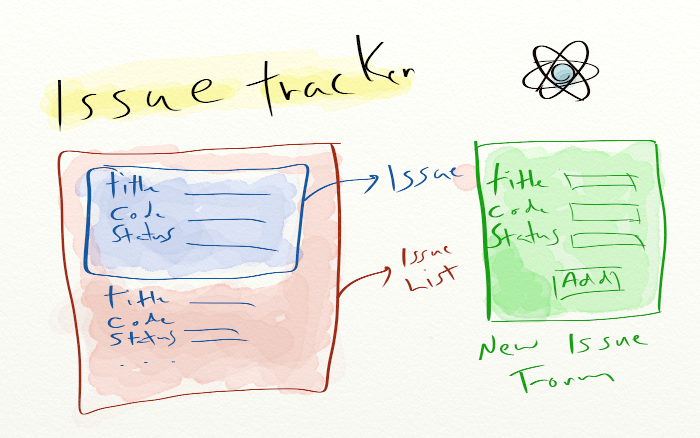 Issue tracker
Title
Code
Status
Title
Code
Status
...
Issue
Issue
List
Title
Code
Status
Add
New Issue
Form